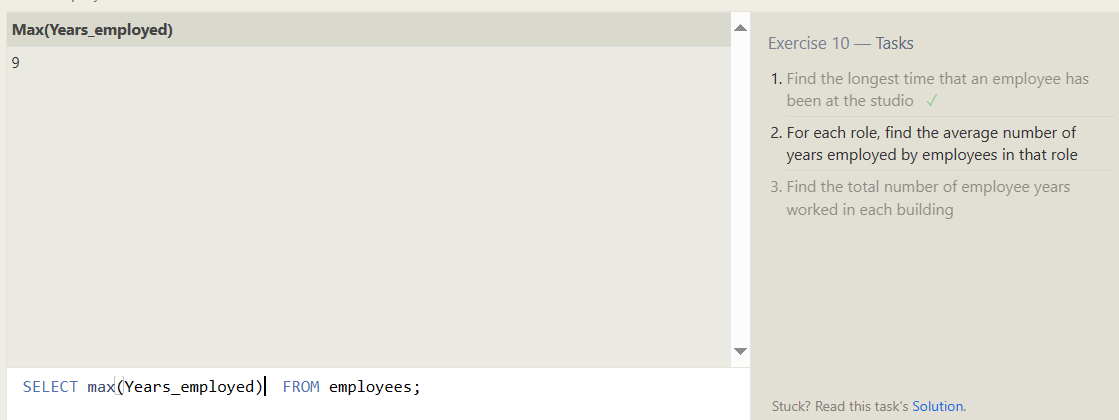 Max(Years_employed)
9
SELECT max(Years_employed) FROM employees;
Exercise 10 — Tasks
1. Find the longest time that an employee has
been at the studio ✓
2. For each role, find the average number of
years employed by employees in that role
3. Find the total number of employee years
worked in each building
Stuck? Read this task's Solution.